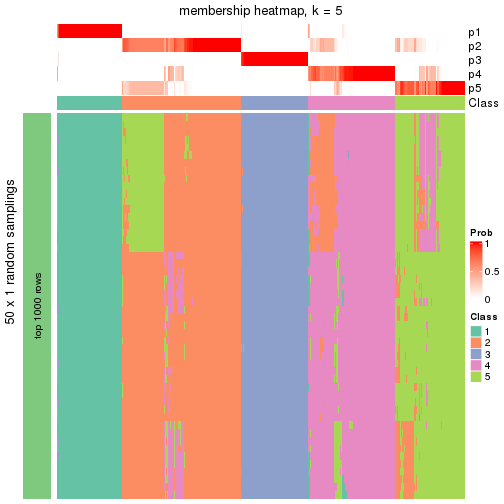 membership heatmap, k = 5
p1
p2
p3
p4
p5
Class
50 x 1 random samplings
top 1000 rows
Prob
1
0.5
0
Class
1
2
3
4
5